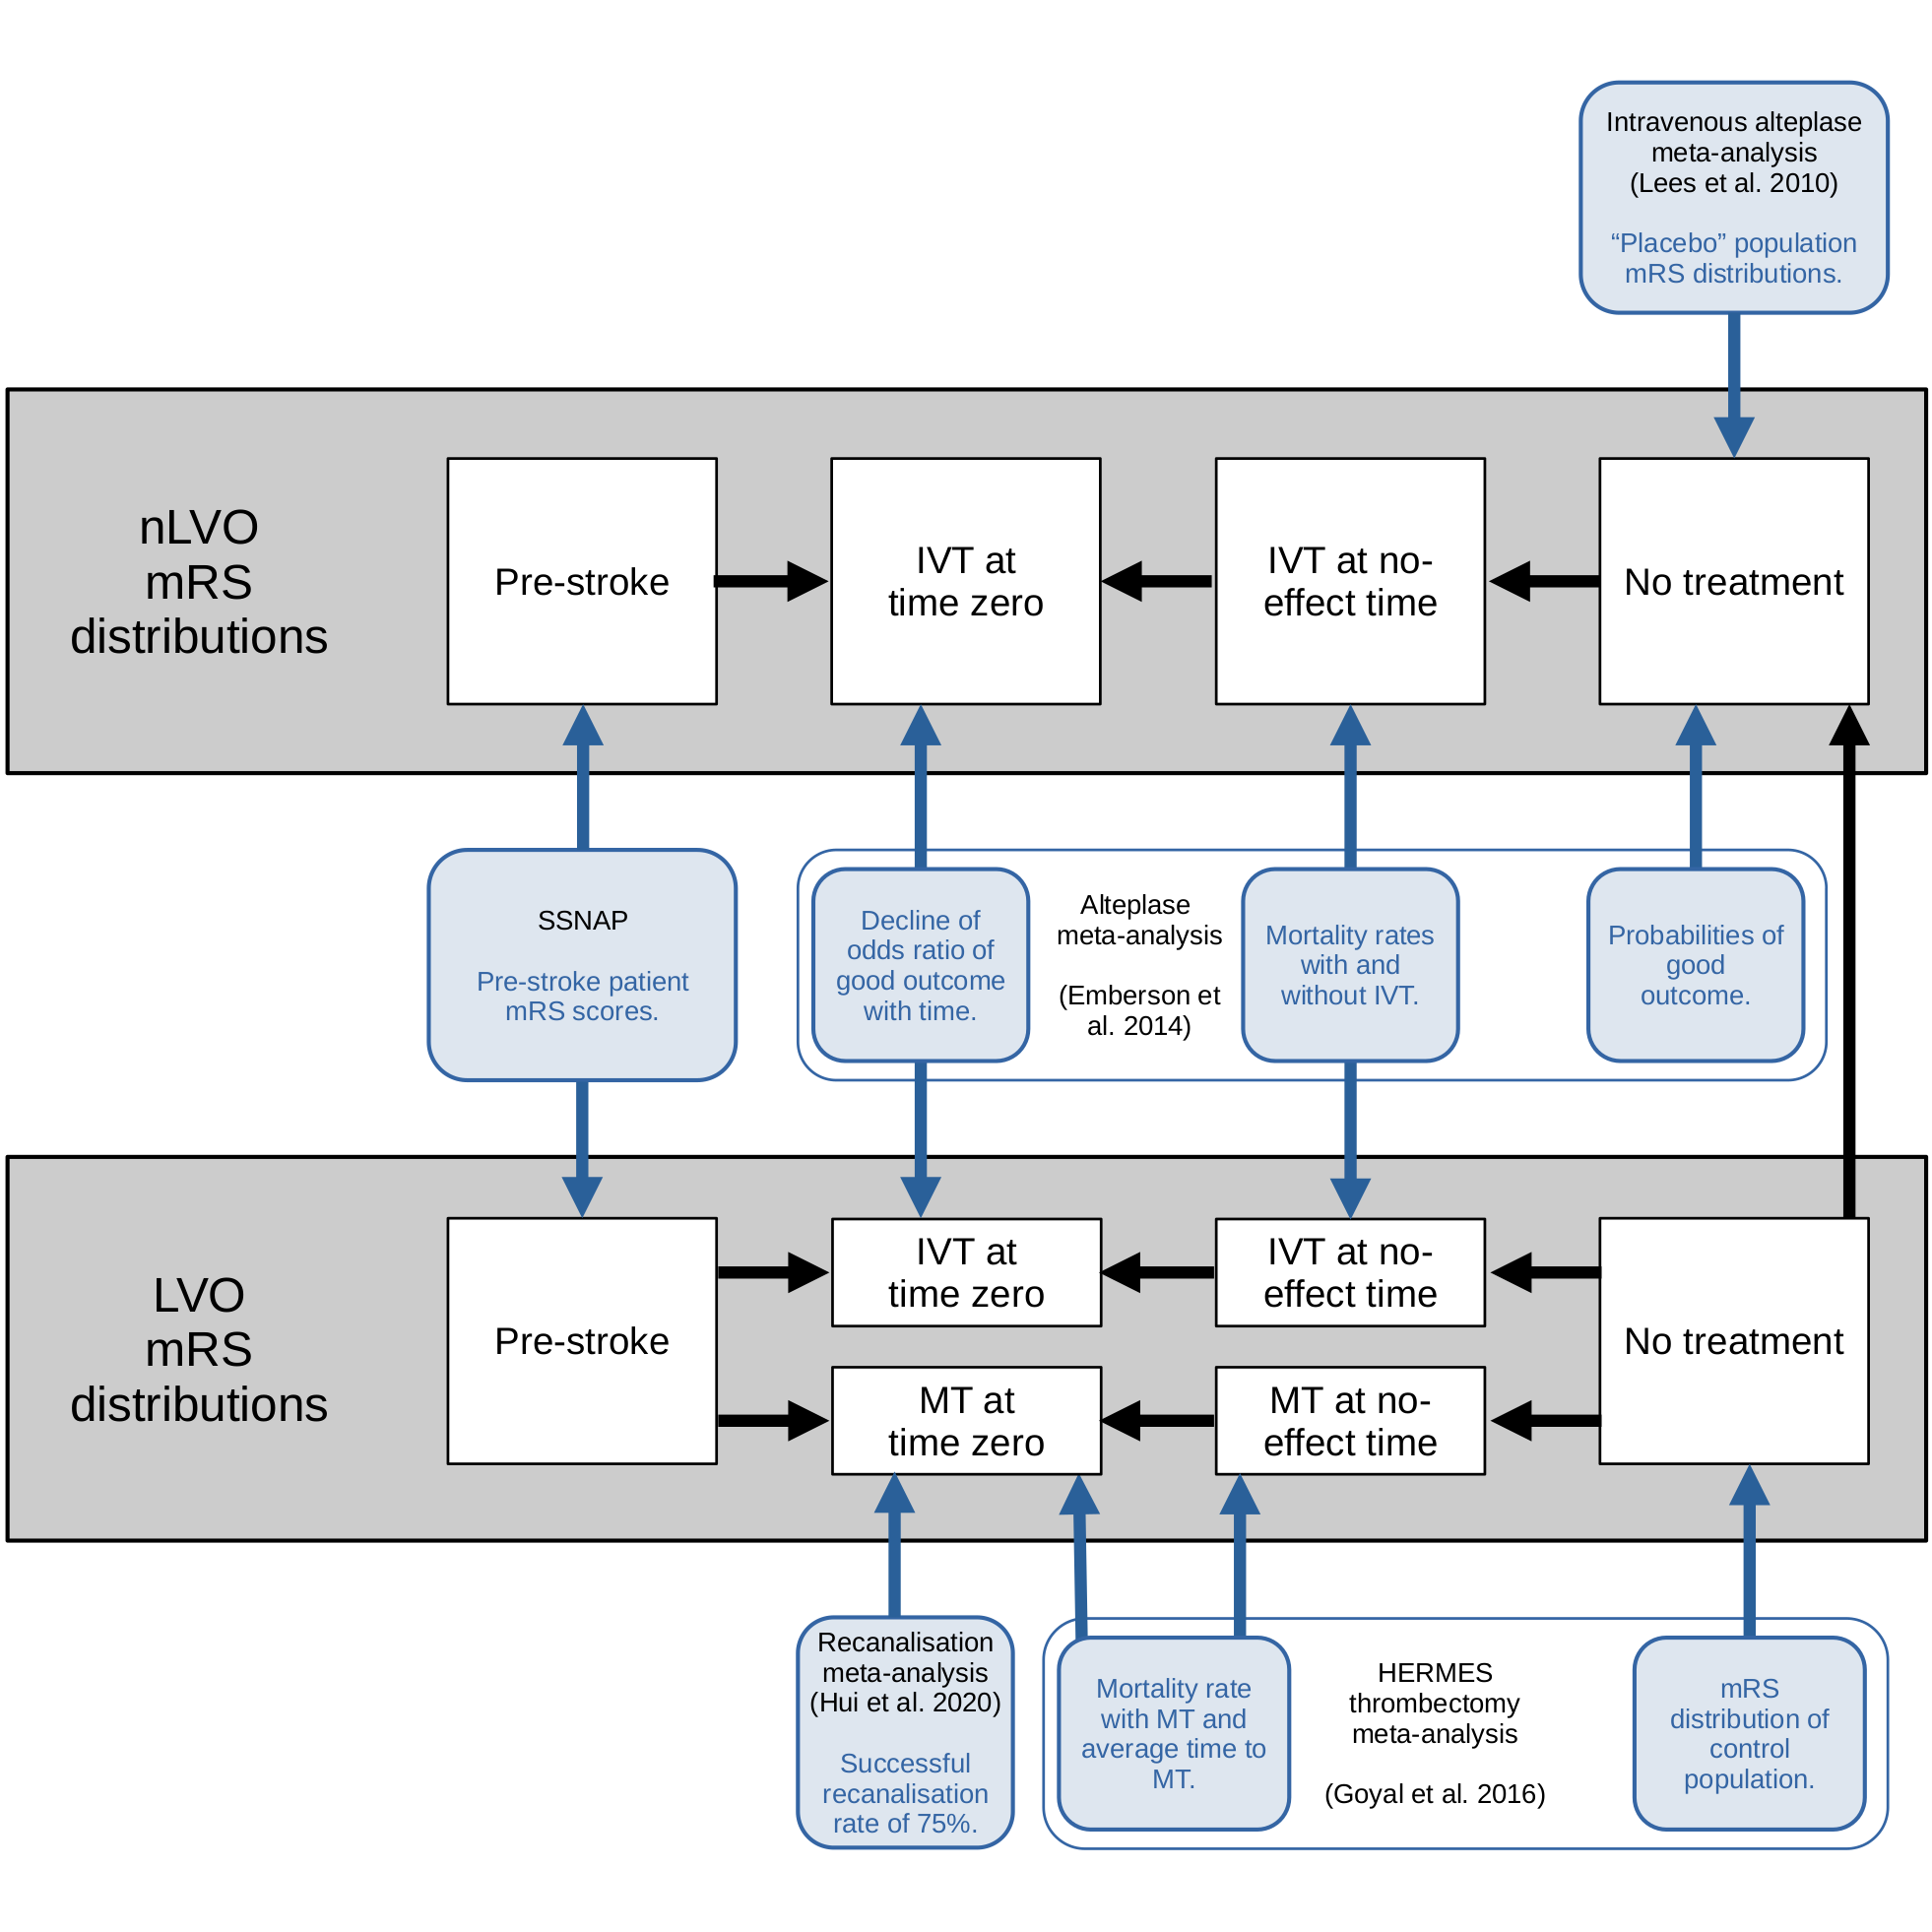 Intravenous alteplase
meta-analysis
(Lees et al. 2010)
“Placebo” population
mRS distributions.
nLVO
mRS
distributions
Pre-stroke
IVT at
time zero
IVT at no-
effect time
No treatment
SSNAP
Pre-stroke patient
mRS scores.
Decline of
odds ratio of
good outcome
with time.
Alteplase
meta-analysis
(Emberson et
al. 2014)
Mortality rates
with and
without IVT.
Probabilities of
good
outcome.
LVO
mRS
distributions
Pre-stroke
IVT at
time zero
IVT at no-
effect time
MT at
time zero
MT at no-
effect time
No treatment
Recanalisation
meta-analysis
(Hui et al. 2020)
Successful
recanalisation
rate of 75%.
Mortality rate
with MT and
average time to
MT.
HERMES
thrombectomy
meta-analysis
(Goyal et al. 2016)
mRS
distribution of
control
population.